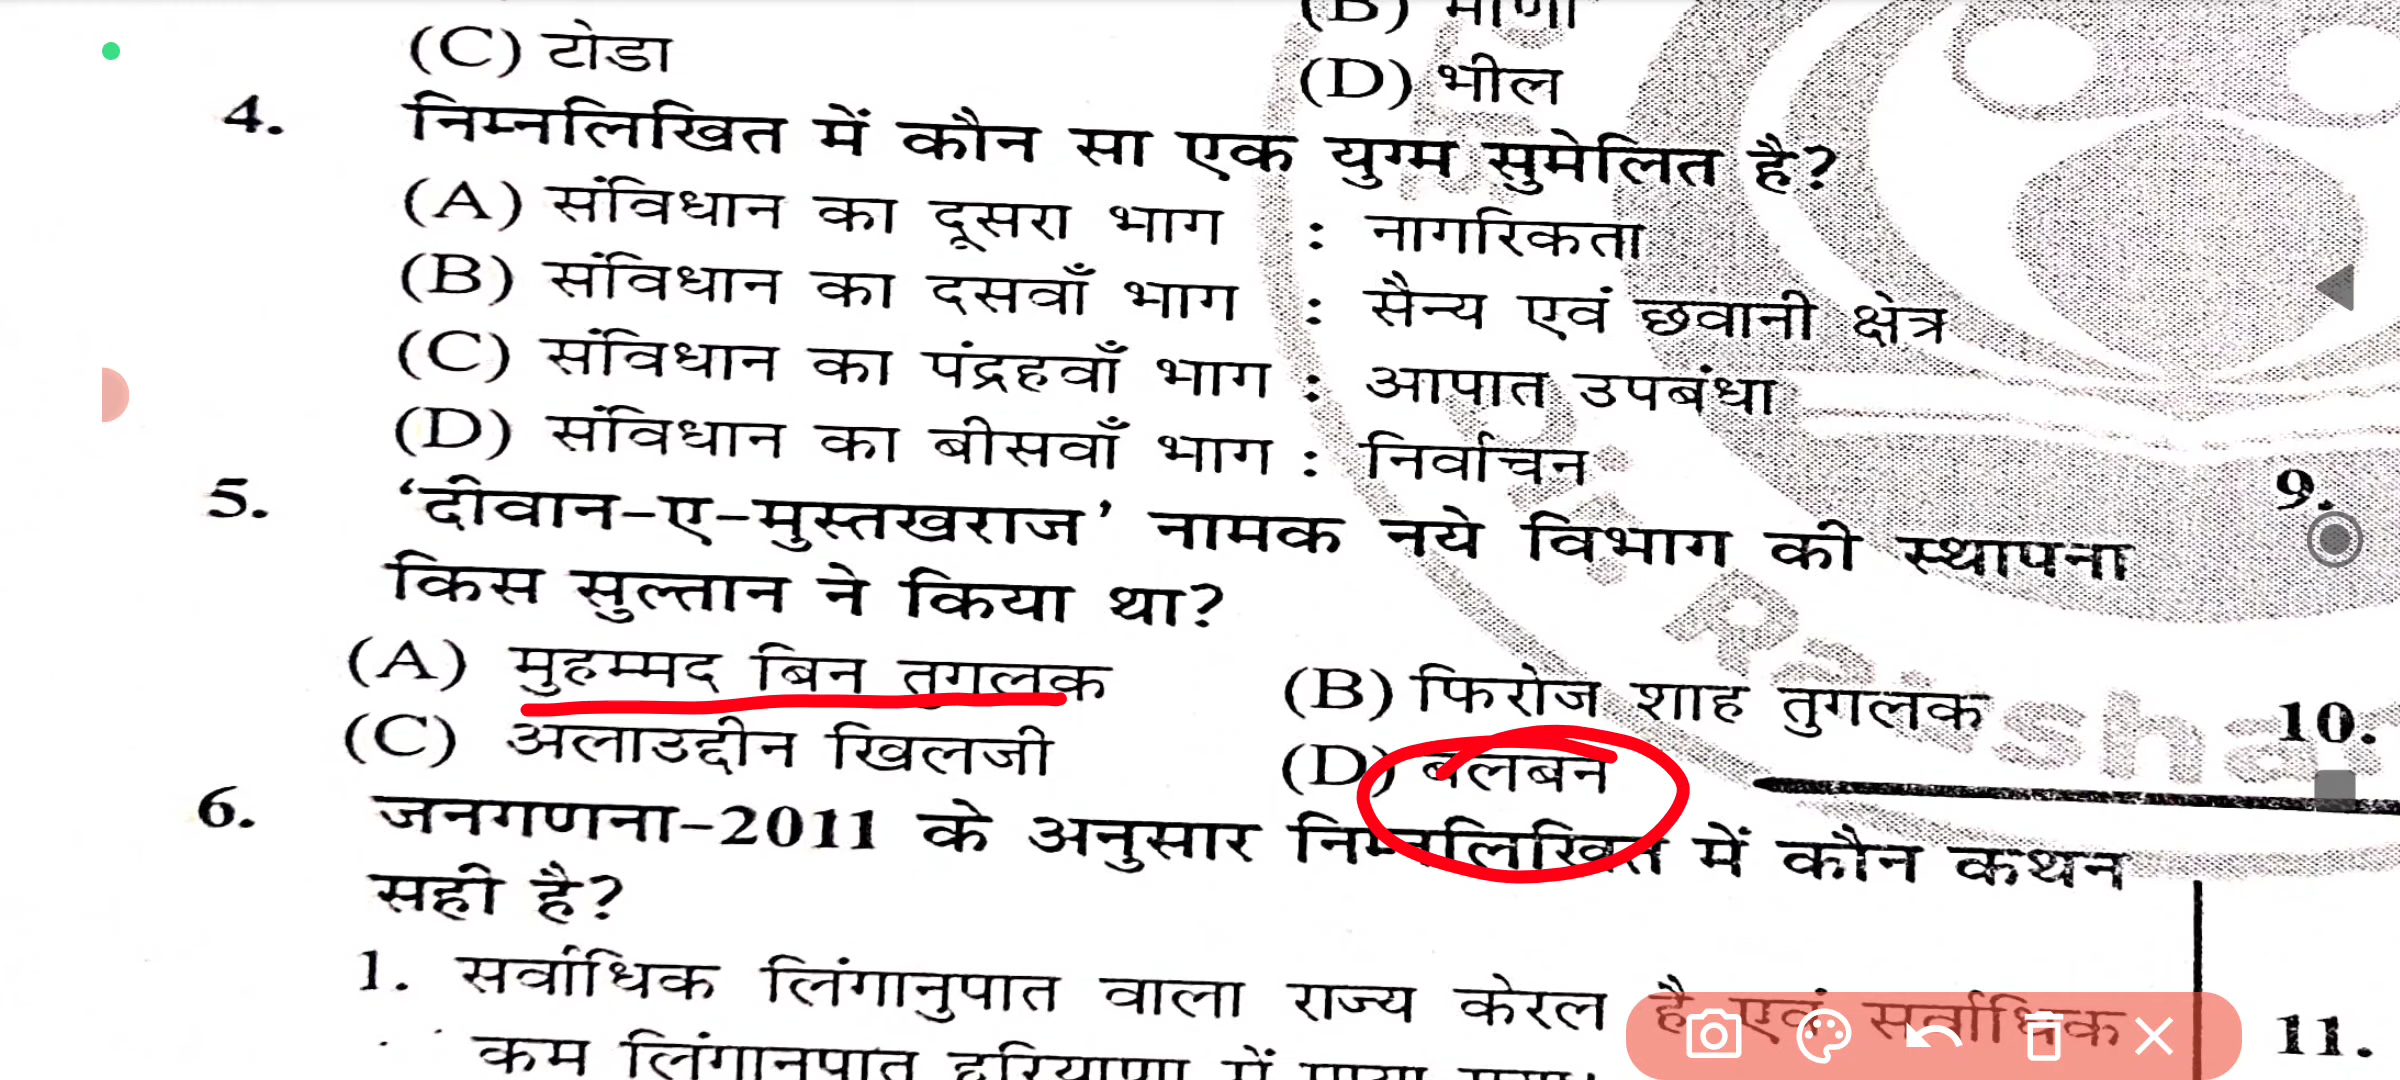 (C) टोडा
(D) भील
4. निम्नलिखित में कौन सा एक युग्म सुमेलित है?
(A) संविधान का दूसरा भाग : नागरिकता
(B) संविधान का दसवाँ भाग : सैन्य एवं छवानी क्षेत्र
(C) संविधान का पंद्रहवाँ भाग : आपात उपबंधा
(D) संविधान का बीसवाँ भाग : निर्वाचन
5. ‘दीवान-ए-मुस्तखराज’ नामक नये विभाग की स्थापना
किस सुल्तान ने किया था?
(A) मुहम्मद बिन तुगलक (B) फिरोज शाह तुगलक
(C) अलाउद्दीन खिलजी (D) बलबन
6. जनगणना-2011 के अनुसार निम्नलिखित में कौन कथन
सही है?
1. सर्वाधिक लिंगानुपात वाला राज्य केरल है एवं सर्वाधिक
कम लिंगानुपात हरियाणा में
9.
10.
11.